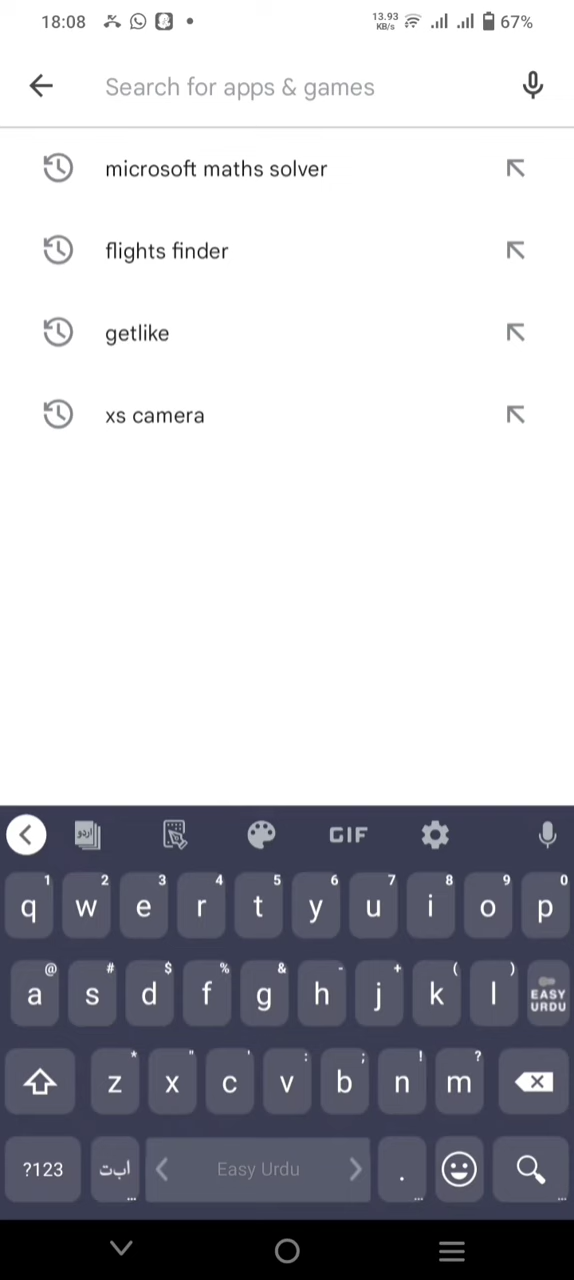 18:08 13.93 KB/s 67%
Search for apps & games
microsoft maths solver
flights finder
getlike
xs camera
اردو GIF
1 2 3 4 5 6 7 8 9 0
q w e r t y u i o p
@ # $ % & - + ( )
a s d f g h j k l EASY URDU
* " ' : ; ! ?
z x c v b n m
?123 ا ب ت ... < Easy Urdu > . ... ...